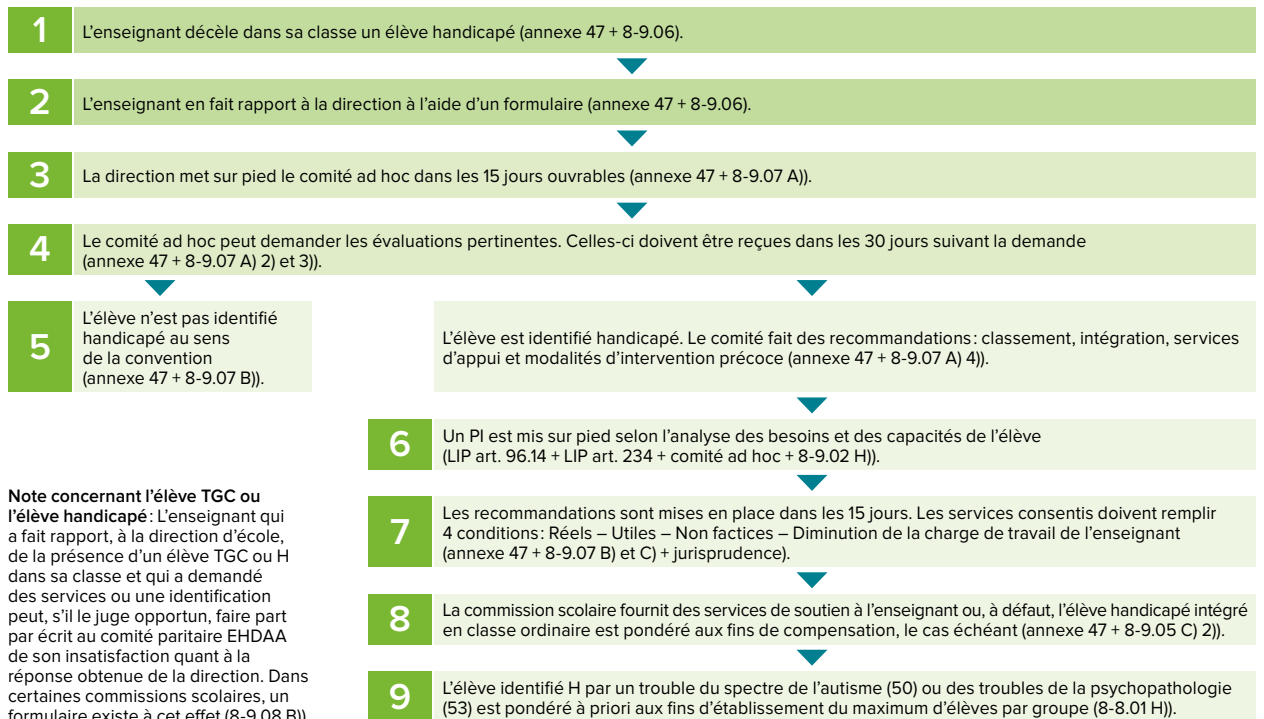 1
L'enseignant décèle dans sa classe un élève handicapé (annexe 47 + 8-9.06).
2
L'enseignant en fait rapport à la direction à l'aide d'un formulaire (annexe 47 + 8-9.06).
3
La direction met sur pied le comité ad hoc dans les 15 jours ouvrables (annexe 47 + 8-9.07 A)).
4
Le comité ad hoc peut demander les évaluations pertinentes. Celles-ci doivent être reçues dans les 30 jours suivant la demande
(annexe 47 + 8-9.07 A) 2) et 3)).
5
L'élève n'est pas identifié
handicapé au sens
de la convention
(annexe 47 + 8-9.07 B)).
L'élève est identifié handicapé. Le comité fait des recommandations : classement, intégration, services
d'appui et modalités d'intervention précoce (annexe 47 + 8-9.07 A) 4)).
6
Un PI est mis sur pied selon l'analyse des besoins et des capacités de l'élève
(LIP art. 96.14 + LIP art. 234 + comité ad hoc + 8-9.02 H)).
7
Les recommandations sont mises en place dans les 15 jours. Les services consentis doivent remplir
4 conditions : Réels – Utiles – Non factices – Diminution de la charge de travail de l'enseignant
(annexe 47 + 8-9.07 B) et C) + jurisprudence).
8
La commission scolaire fournit des services de soutien à l'enseignant ou, à défaut, l'élève handicapé intégré
en classe ordinaire est pondéré aux fins de compensation, le cas échéant (annexe 47 + 8-9.05 C) 2)).
9
L'élève identifié H par un trouble du spectre de l'autisme (50) ou des troubles de la psychopathologie
(53) est pondéré à priori aux fins d'établissement du maximum d'élèves par groupe (8-8.01 H)).
Note concernant l'élève TGC ou
l'élève handicapé : L'enseignant qui
a fait rapport, à la direction d'école,
de la présence d'un élève TGC ou H
dans sa classe et qui a demandé
des services ou une identification
peut, s'il le juge opportun, faire part
par écrit au comité paritaire EHDAA
de son insatisfaction quant à la
réponse obtenue de la direction. Dans
certaines commissions scolaires, un
formulaire existe à cet effet (8-9.08 B))